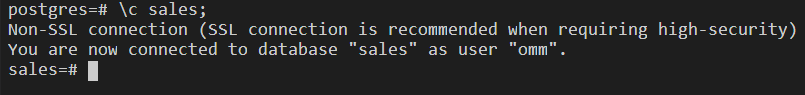 postgres=# \c sales;
Non-SSL connection (SSL connection is recommended when requiring high-security)
You are now connected to database "sales" as user "omm".
sales=#